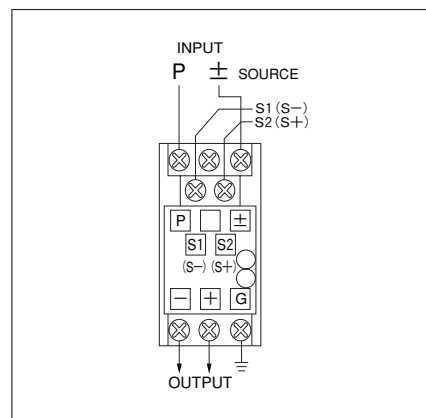 INPUT
P ± SOURCE
S1 (S−)
S2 (S+)
P ±
S1 S2
(S−) (S+)
− + G
OUTPUT